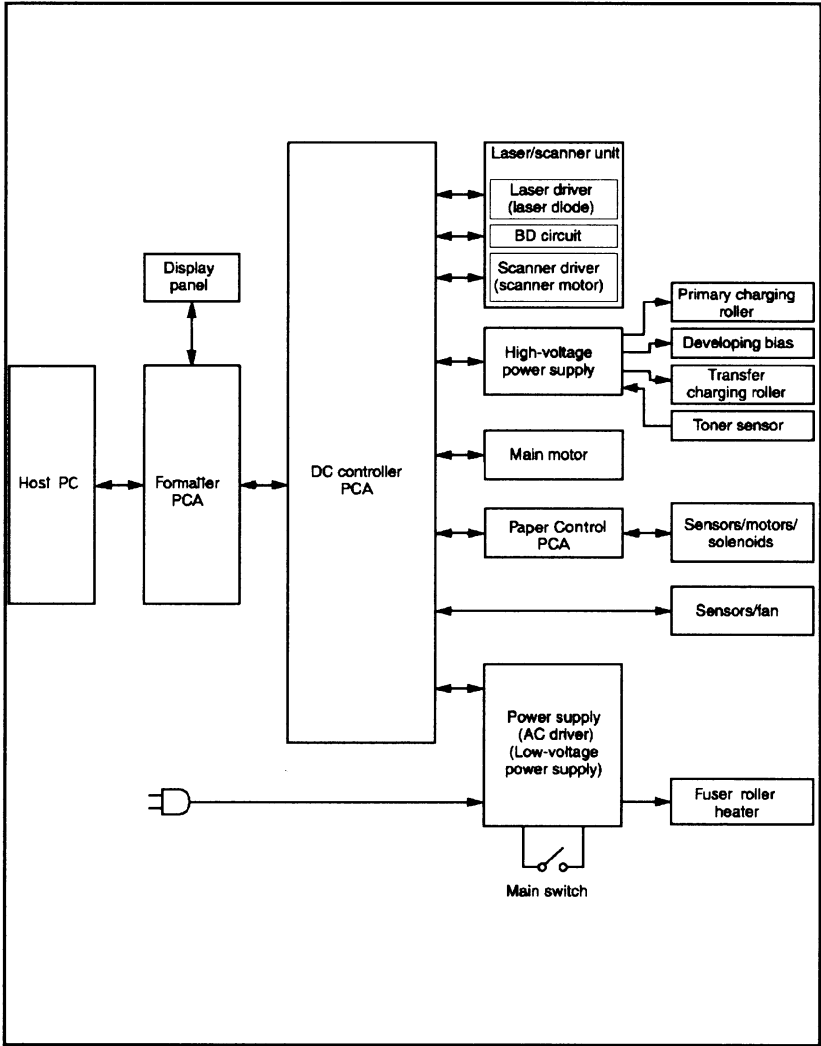 Laser/scanner unit
Laser driver
(laser diode)
BD circuit
Scanner driver
(scanner motor)
Display
panel
Primary charging
roller
High-voltage
power supply
Developing bias
Transfer
charging roller
Toner sensor
Host PC
Formatter
PCA
DC controller
PCA
Main motor
Paper Control
PCA
Sensors/motors/
solenoids
Sensors/fan
Power supply
(AC driver)
(Low-voltage
power supply)
Fuser roller
heater
Main switch